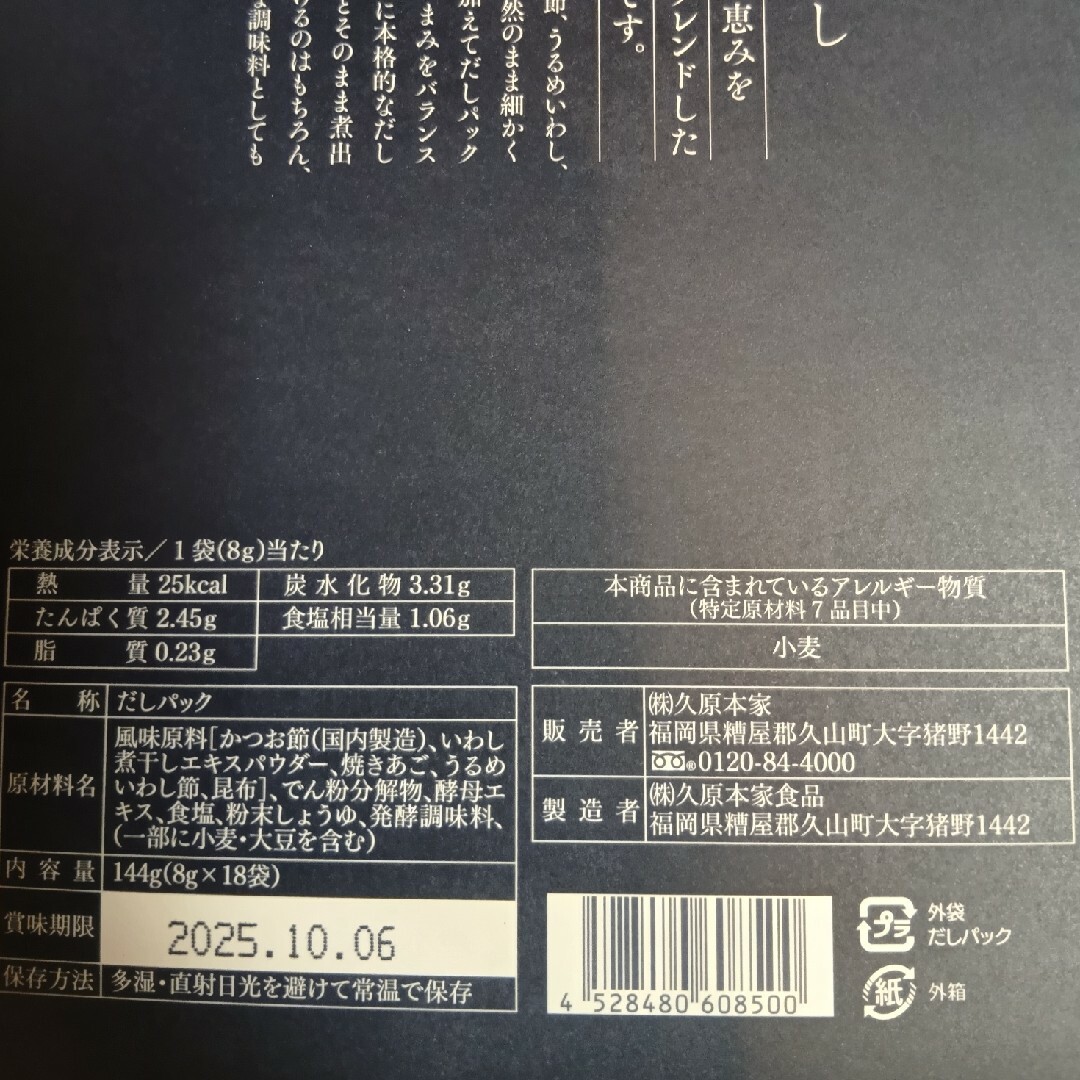 し
恵みを
レンドした
です。
節、うるめいわし、
然のまま細かく
加えてだしパック
まみをバランス
に本格的なだし
とそのまま煮出
るのはもちろん、
調味料としても
栄養成分表示／1袋(8g)当たり
熱量 25kcal 炭水化物 3.31g
たんぱく質 2.45g 食塩相当量 1.06g
脂質 0.23g
本商品に含まれているアレルギー物質
(特定原材料7品目中)
小麦
名称 だしパック
原材料名 風味原料[かつお節(国内製造)、いわし
煮干しエキスパウダー、焼きあご、うるめ
いわし節、昆布]、でん粉分解物、酵母エ
キス、食塩、粉末しょうゆ、発酵調味料、
(一部に小麦・大豆を含む)
内容量 144g(8g×18袋)
賞味期限 2025.10.06
保存方法 多湿・直射日光を避けて常温で保存
販売者 ㈱久原本家
福岡県糟屋郡久山町大字猪野1442
0120-84-4000
製造者 ㈱久原本家食品
福岡県糟屋郡久山町大字猪野1442
4 528480 608500
プラ 外袋
だしパック
紙 外箱